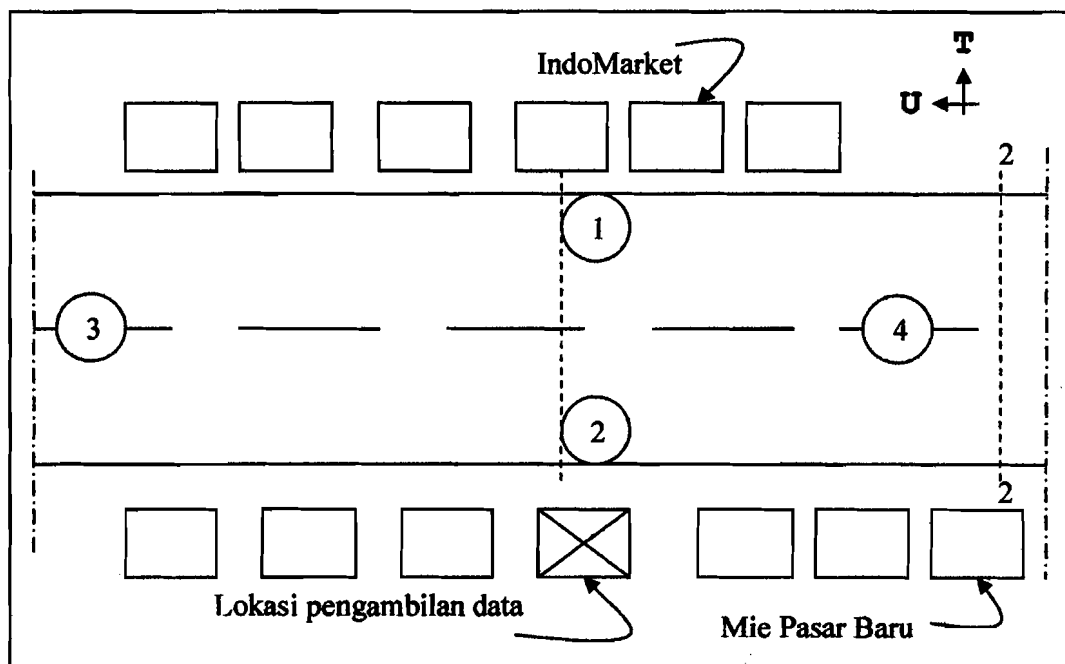 T
IndoMarket
U
2
1
3
4
2
2
Lokasi pengambilan data
Mie Pasar Baru